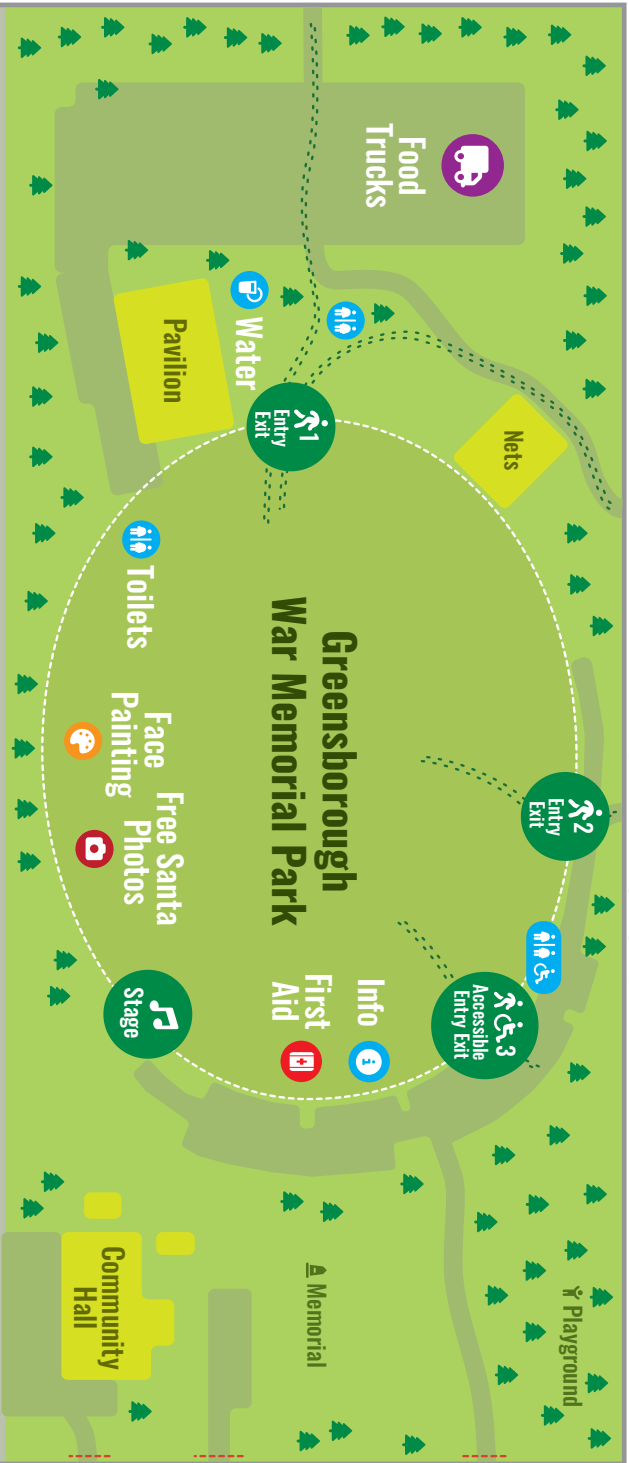 Food
Trucks
Water
Pavilion
1
Entry
Exit
Nets
Toilets
Greensborough
War Memorial Park
Face
Painting
Free Santa
Photos
2
Entry
Exit
3
Accessible
Entry Exit
Info
First
Aid
Stage
Memorial
Playground
Community
Hall